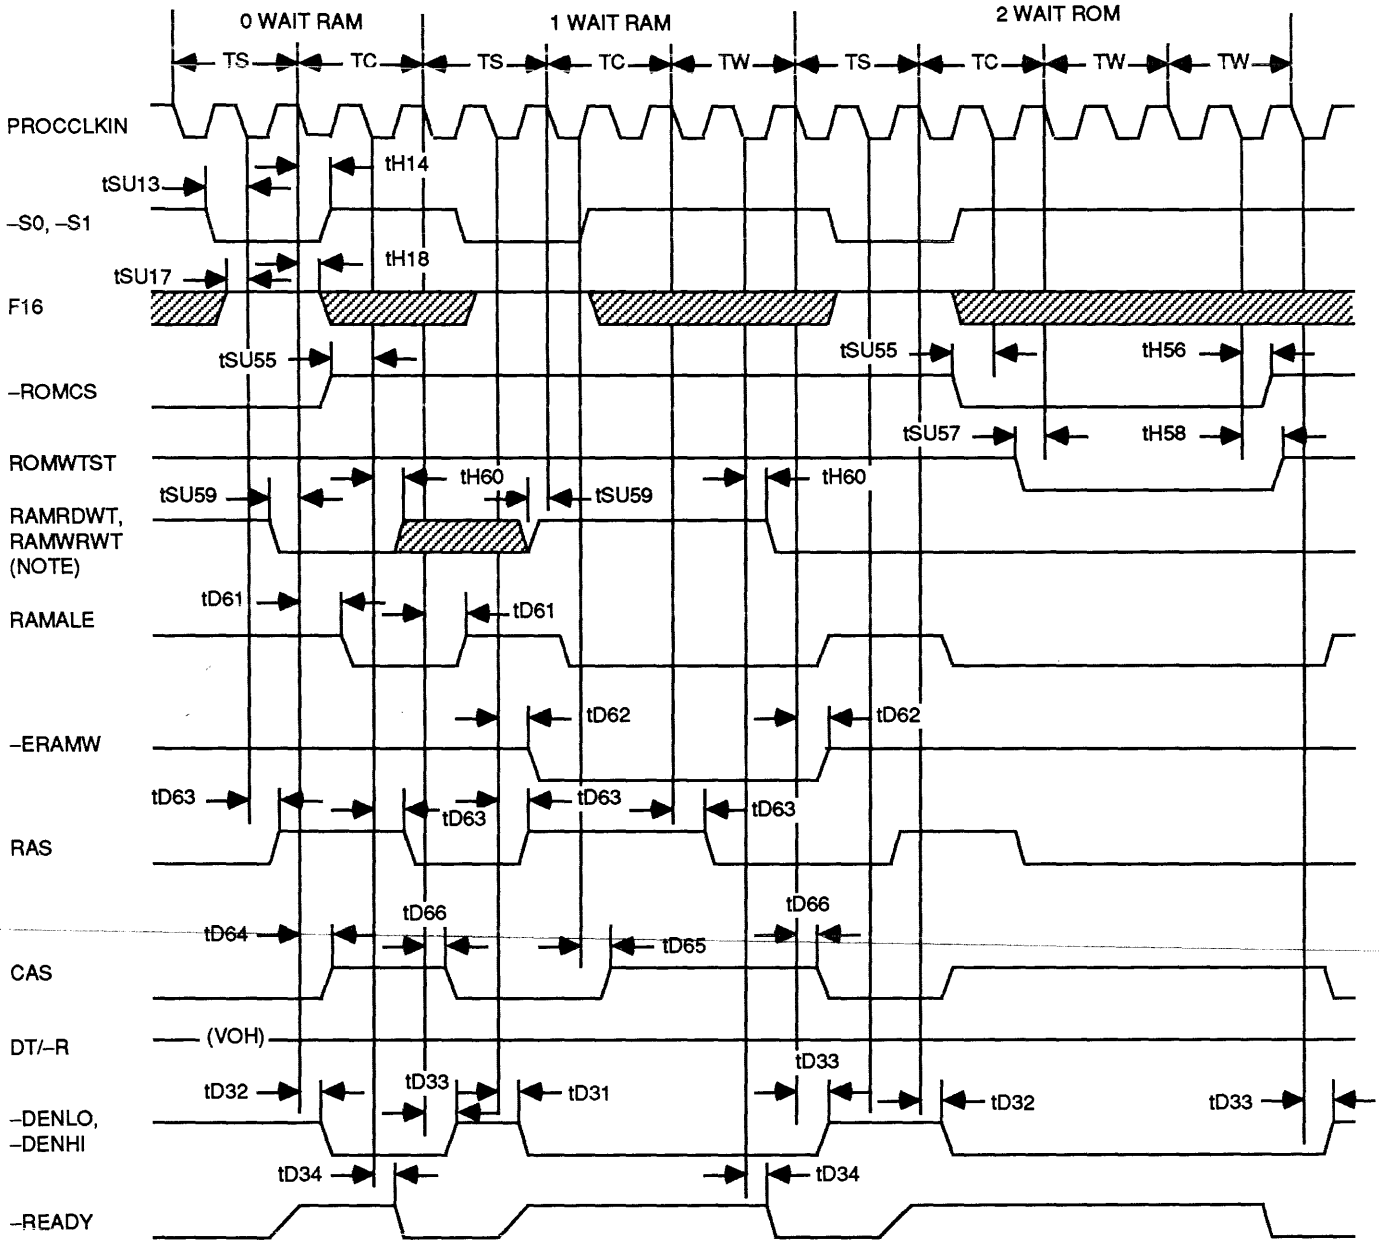 0 WAIT RAM
1 WAIT RAM
2 WAIT ROM
TS TC TS TC TW TS TC TW TW
PROCCLKIN
tH14
tSU13
–S0, –S1
tH18
tSU17
F16
tSU55
tSU55
tH56
–ROMCS
tSU57
tH58
ROMWTST
tH60
tH60
tSU59
tSU59
RAMRDWT,
RAMWRWT
(NOTE)
tD61
tD61
RAMALE
tD62
tD62
–ERAMW
tD63
tD63
tD63
tD63
RAS
tD66
tD66
tD64
tD65
CAS
(VOH)
DT/–R
tD33
tD32
tD33
tD31
tD32
tD33
–DENLO,
–DENHI
tD34
tD34
–READY